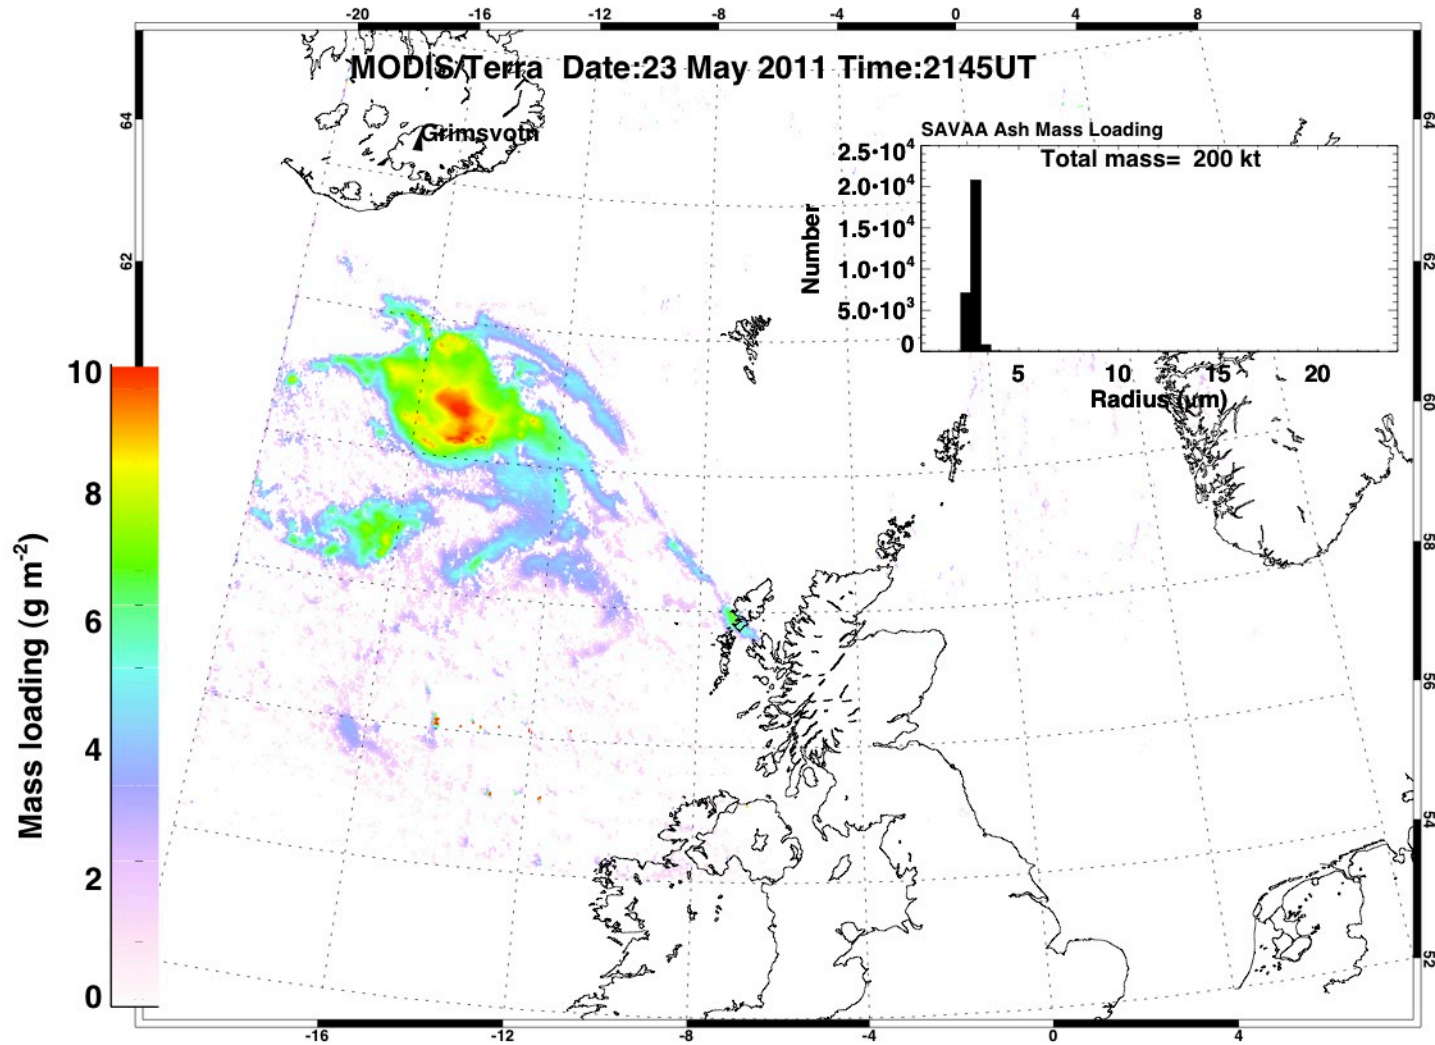 -20 -16 -12 -8 -4 0 4 8
MODIS/Terra Date:23 May 2011 Time:2145UT
64 64
Grimsvotn
SAVAA Ash Mass Loading
Total mass= 200 kt
2.5•10⁴
2.0•10⁴
1.5•10⁴
1.0•10⁴
5.0•10³
0
Number
5 10 15 20
Radius (µm)
62 62
60
58
56
54
52
10
8
6
4
2
0
Mass loading (g m⁻²)
-16 -12 -8 -4 0 4